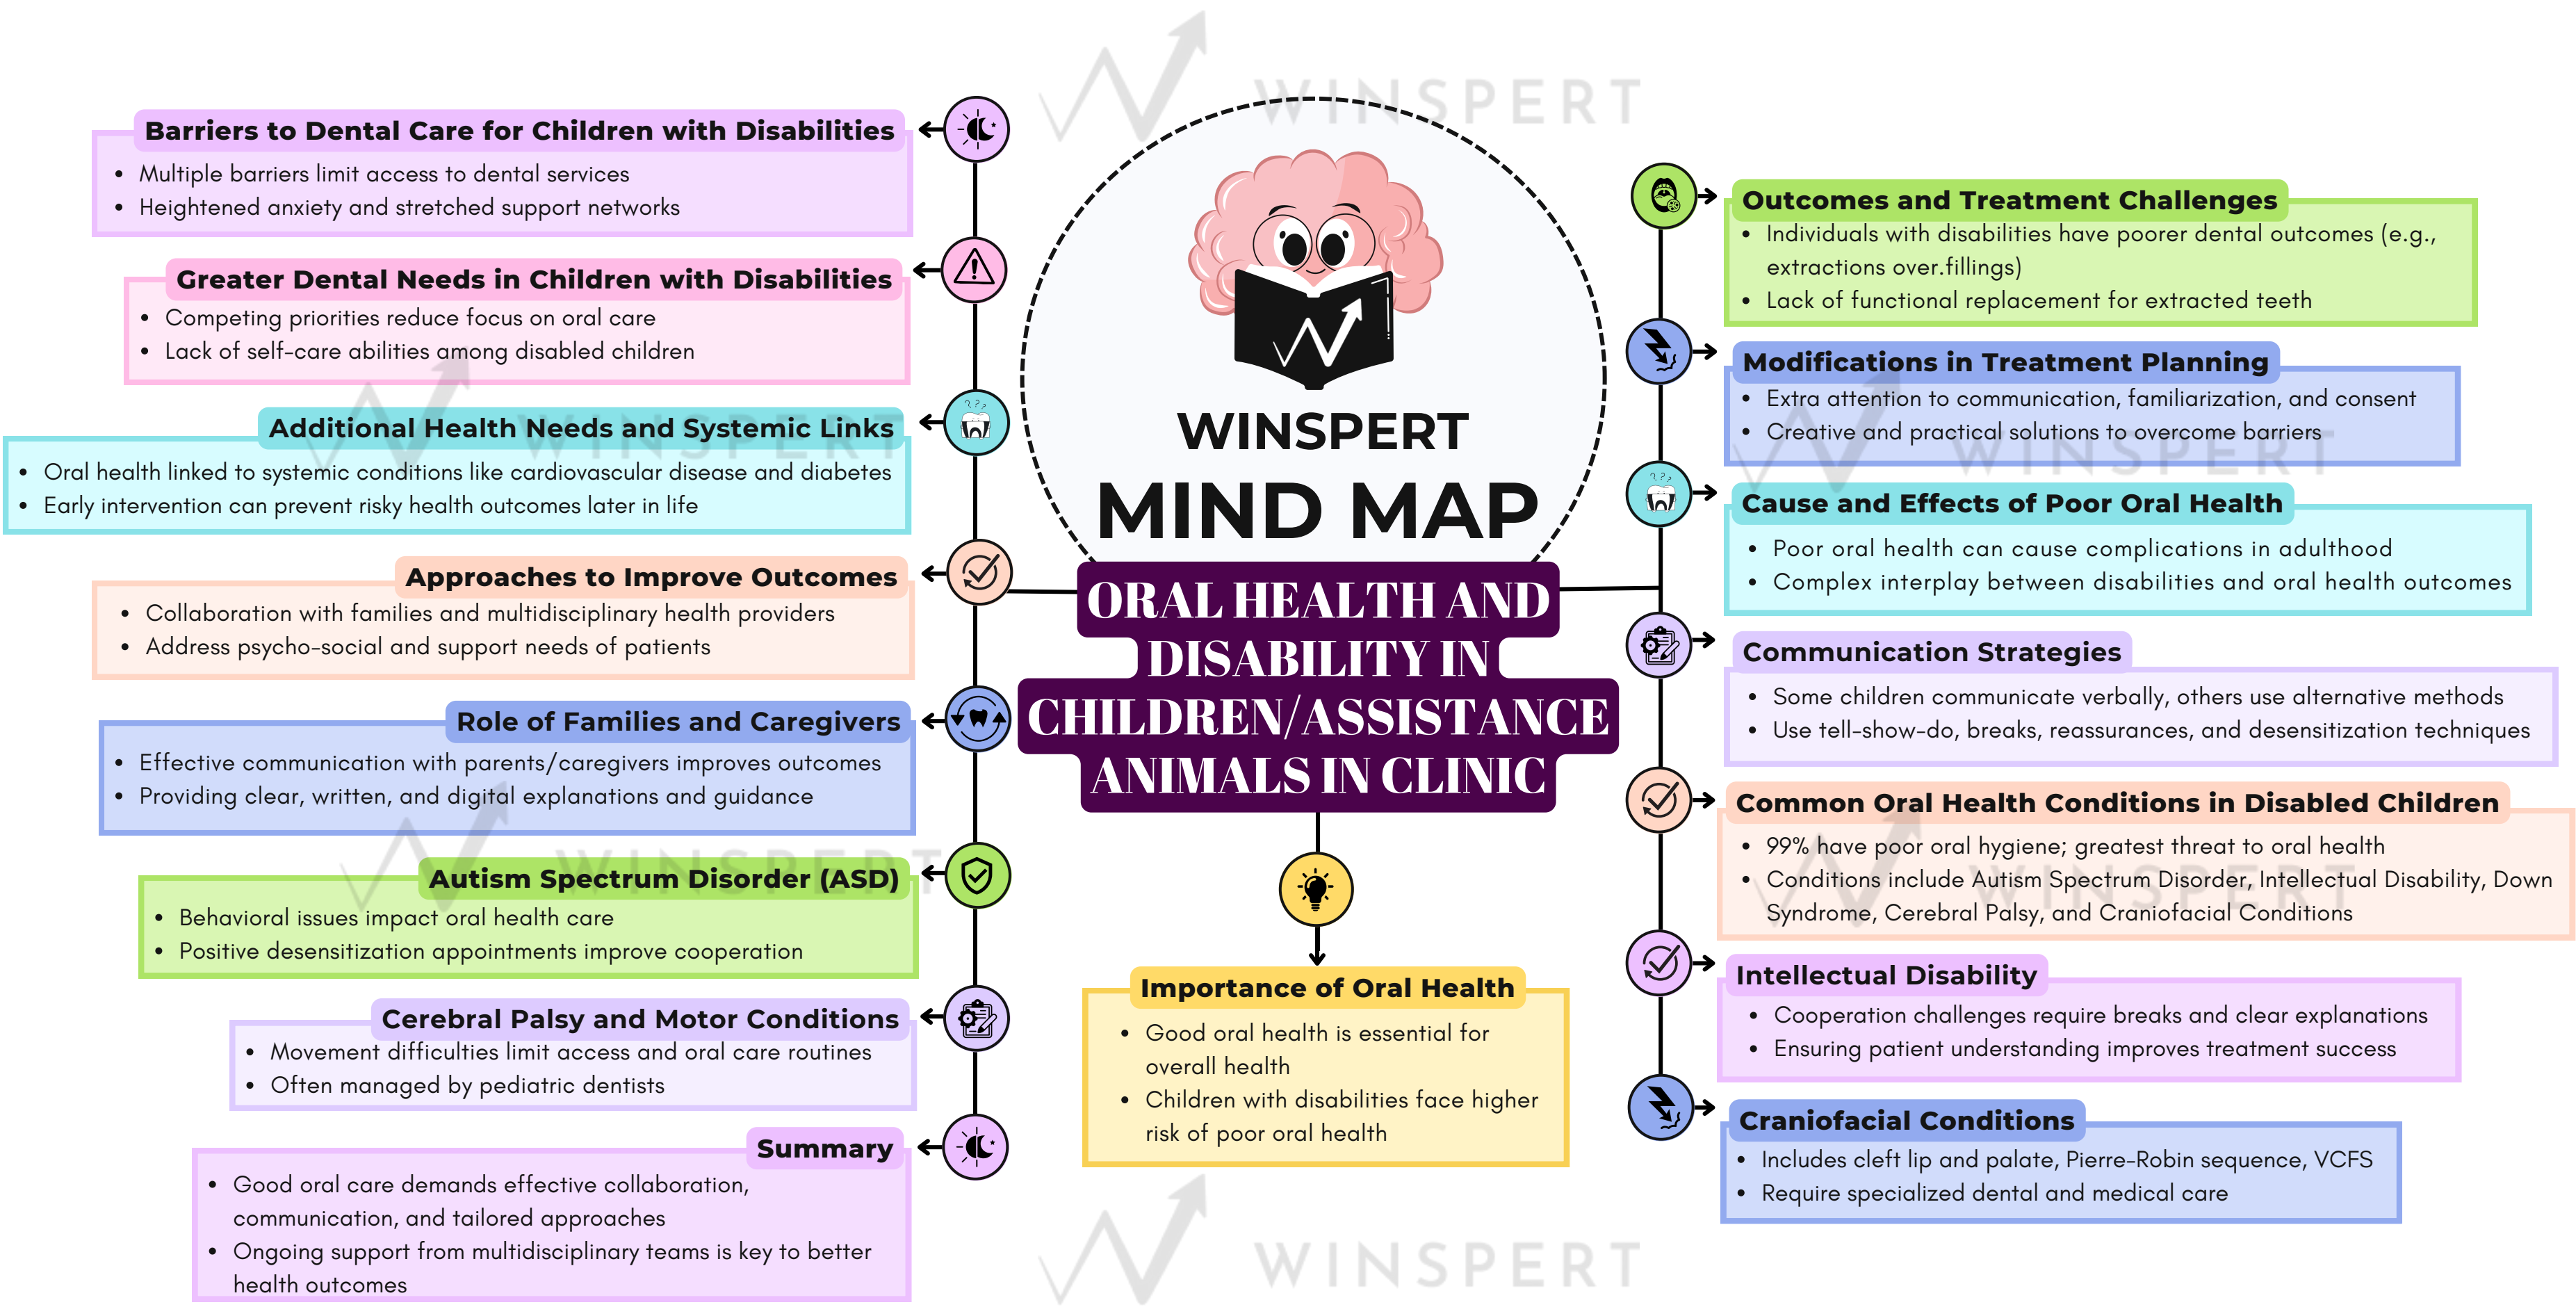 WINSPERT
Barriers to Dental Care for Children with Disabilities
• Multiple barriers limit access to dental services
• Heightened anxiety and stretched support networks
Greater Dental Needs in Children with Disabilities
• Competing priorities reduce focus on oral care
• Lack of self-care abilities among disabled children
WINSPERT
Additional Health Needs and Systemic Links
• Oral health linked to systemic conditions like cardiovascular disease and diabetes
• Early intervention can prevent risky health outcomes later in life
Approaches to Improve Outcomes
• Collaboration with families and multidisciplinary health providers
• Address psycho-social and support needs of patients
Role of Families and Caregivers
• Effective communication with parents/caregivers improves outcomes
• Providing clear, written, and digital explanations and guidance
WINSPERT
Autism Spectrum Disorder (ASD)
• Behavioral issues impact oral health care
• Positive desensitization appointments improve cooperation
Cerebral Palsy and Motor Conditions
• Movement difficulties limit access and oral care routines
• Often managed by pediatric dentists
Summary
• Good oral care demands effective collaboration,
communication, and tailored approaches
• Ongoing support from multidisciplinary teams is key to better
health outcomes
WINSPERT
MIND MAP
ORAL HEALTH AND
DISABILITY IN
CHILDREN/ASSISTANCE
ANIMALS IN CLINIC
Importance of Oral Health
• Good oral health is essential for
overall health
• Children with disabilities face higher
risk of poor oral health
WINSPERT
Outcomes and Treatment Challenges
• Individuals with disabilities have poorer dental outcomes (e.g.,
extractions over.fillings)
• Lack of functional replacement for extracted teeth
Modifications in Treatment Planning
• Extra attention to communication, familiarization, and consent
• Creative and practical solutions to overcome barriers
WINSPERT
Cause and Effects of Poor Oral Health
• Poor oral health can cause complications in adulthood
• Complex interplay between disabilities and oral health outcomes
Communication Strategies
• Some children communicate verbally, others use alternative methods
• Use tell-show-do, breaks, reassurances, and desensitization techniques
Common Oral Health Conditions in Disabled Children
• 99% have poor oral hygiene; greatest threat to oral health
• Conditions include Autism Spectrum Disorder, Intellectual Disability, Down
Syndrome, Cerebral Palsy, and Craniofacial Conditions
WINSPERT
Intellectual Disability
• Cooperation challenges require breaks and clear explanations
• Ensuring patient understanding improves treatment success
Craniofacial Conditions
• Includes cleft lip and palate, Pierre-Robin sequence, VCFS
• Require specialized dental and medical care